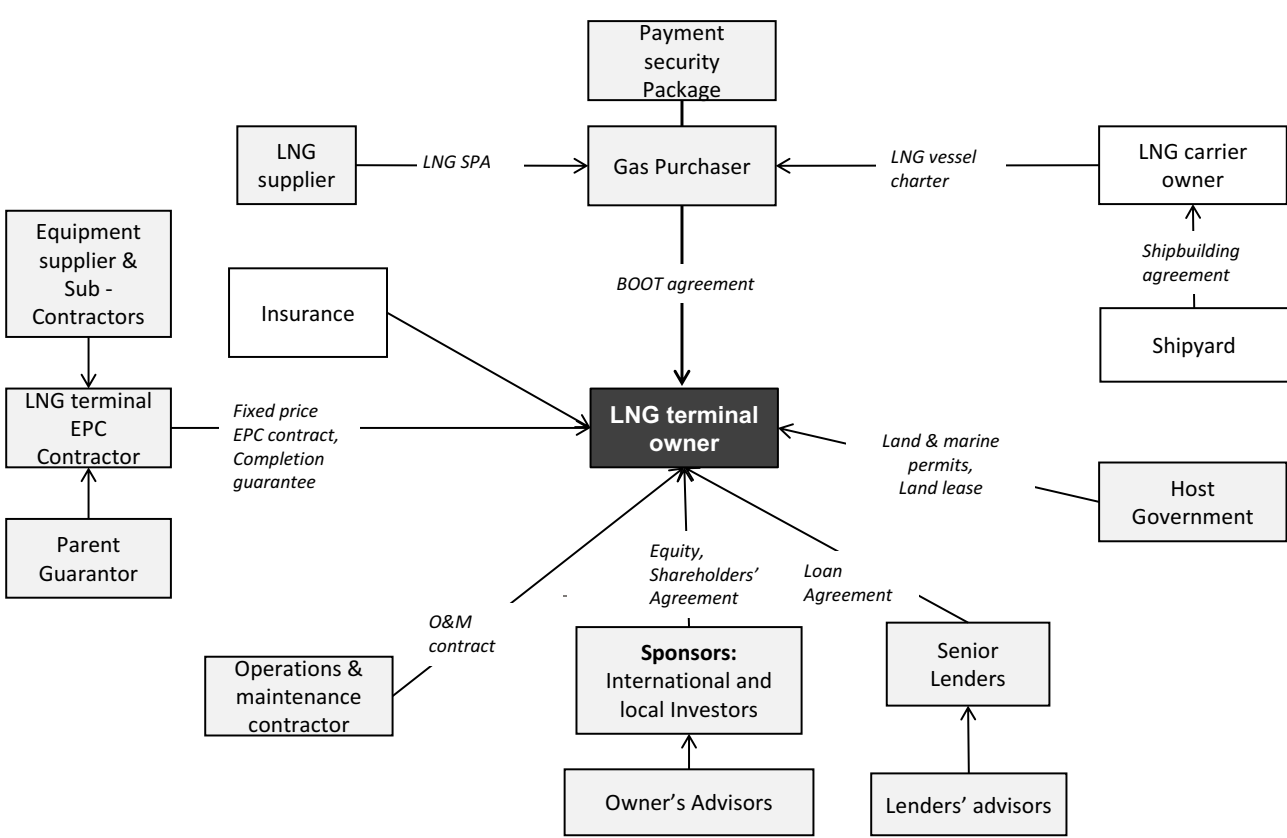 Payment
security
Package
LNG
supplier
LNG SPA
Gas Purchaser
LNG vessel
charter
LNG carrier
owner
Equipment
supplier &
Sub -
Contractors
Shipbuilding
agreement
BOOT agreement
Insurance
Shipyard
LNG terminal
EPC
Contractor
Fixed price
EPC contract,
Completion
guarantee
LNG terminal
owner
Land & marine
permits,
Land lease
Host
Government
Parent
Guarantor
Equity,
Shareholders’
Agreement
Loan
Agreement
O&M
contract
Operations &
maintenance
contractor
Sponsors:
International and
local Investors
Senior
Lenders
Owner’s Advisors
Lenders’ advisors